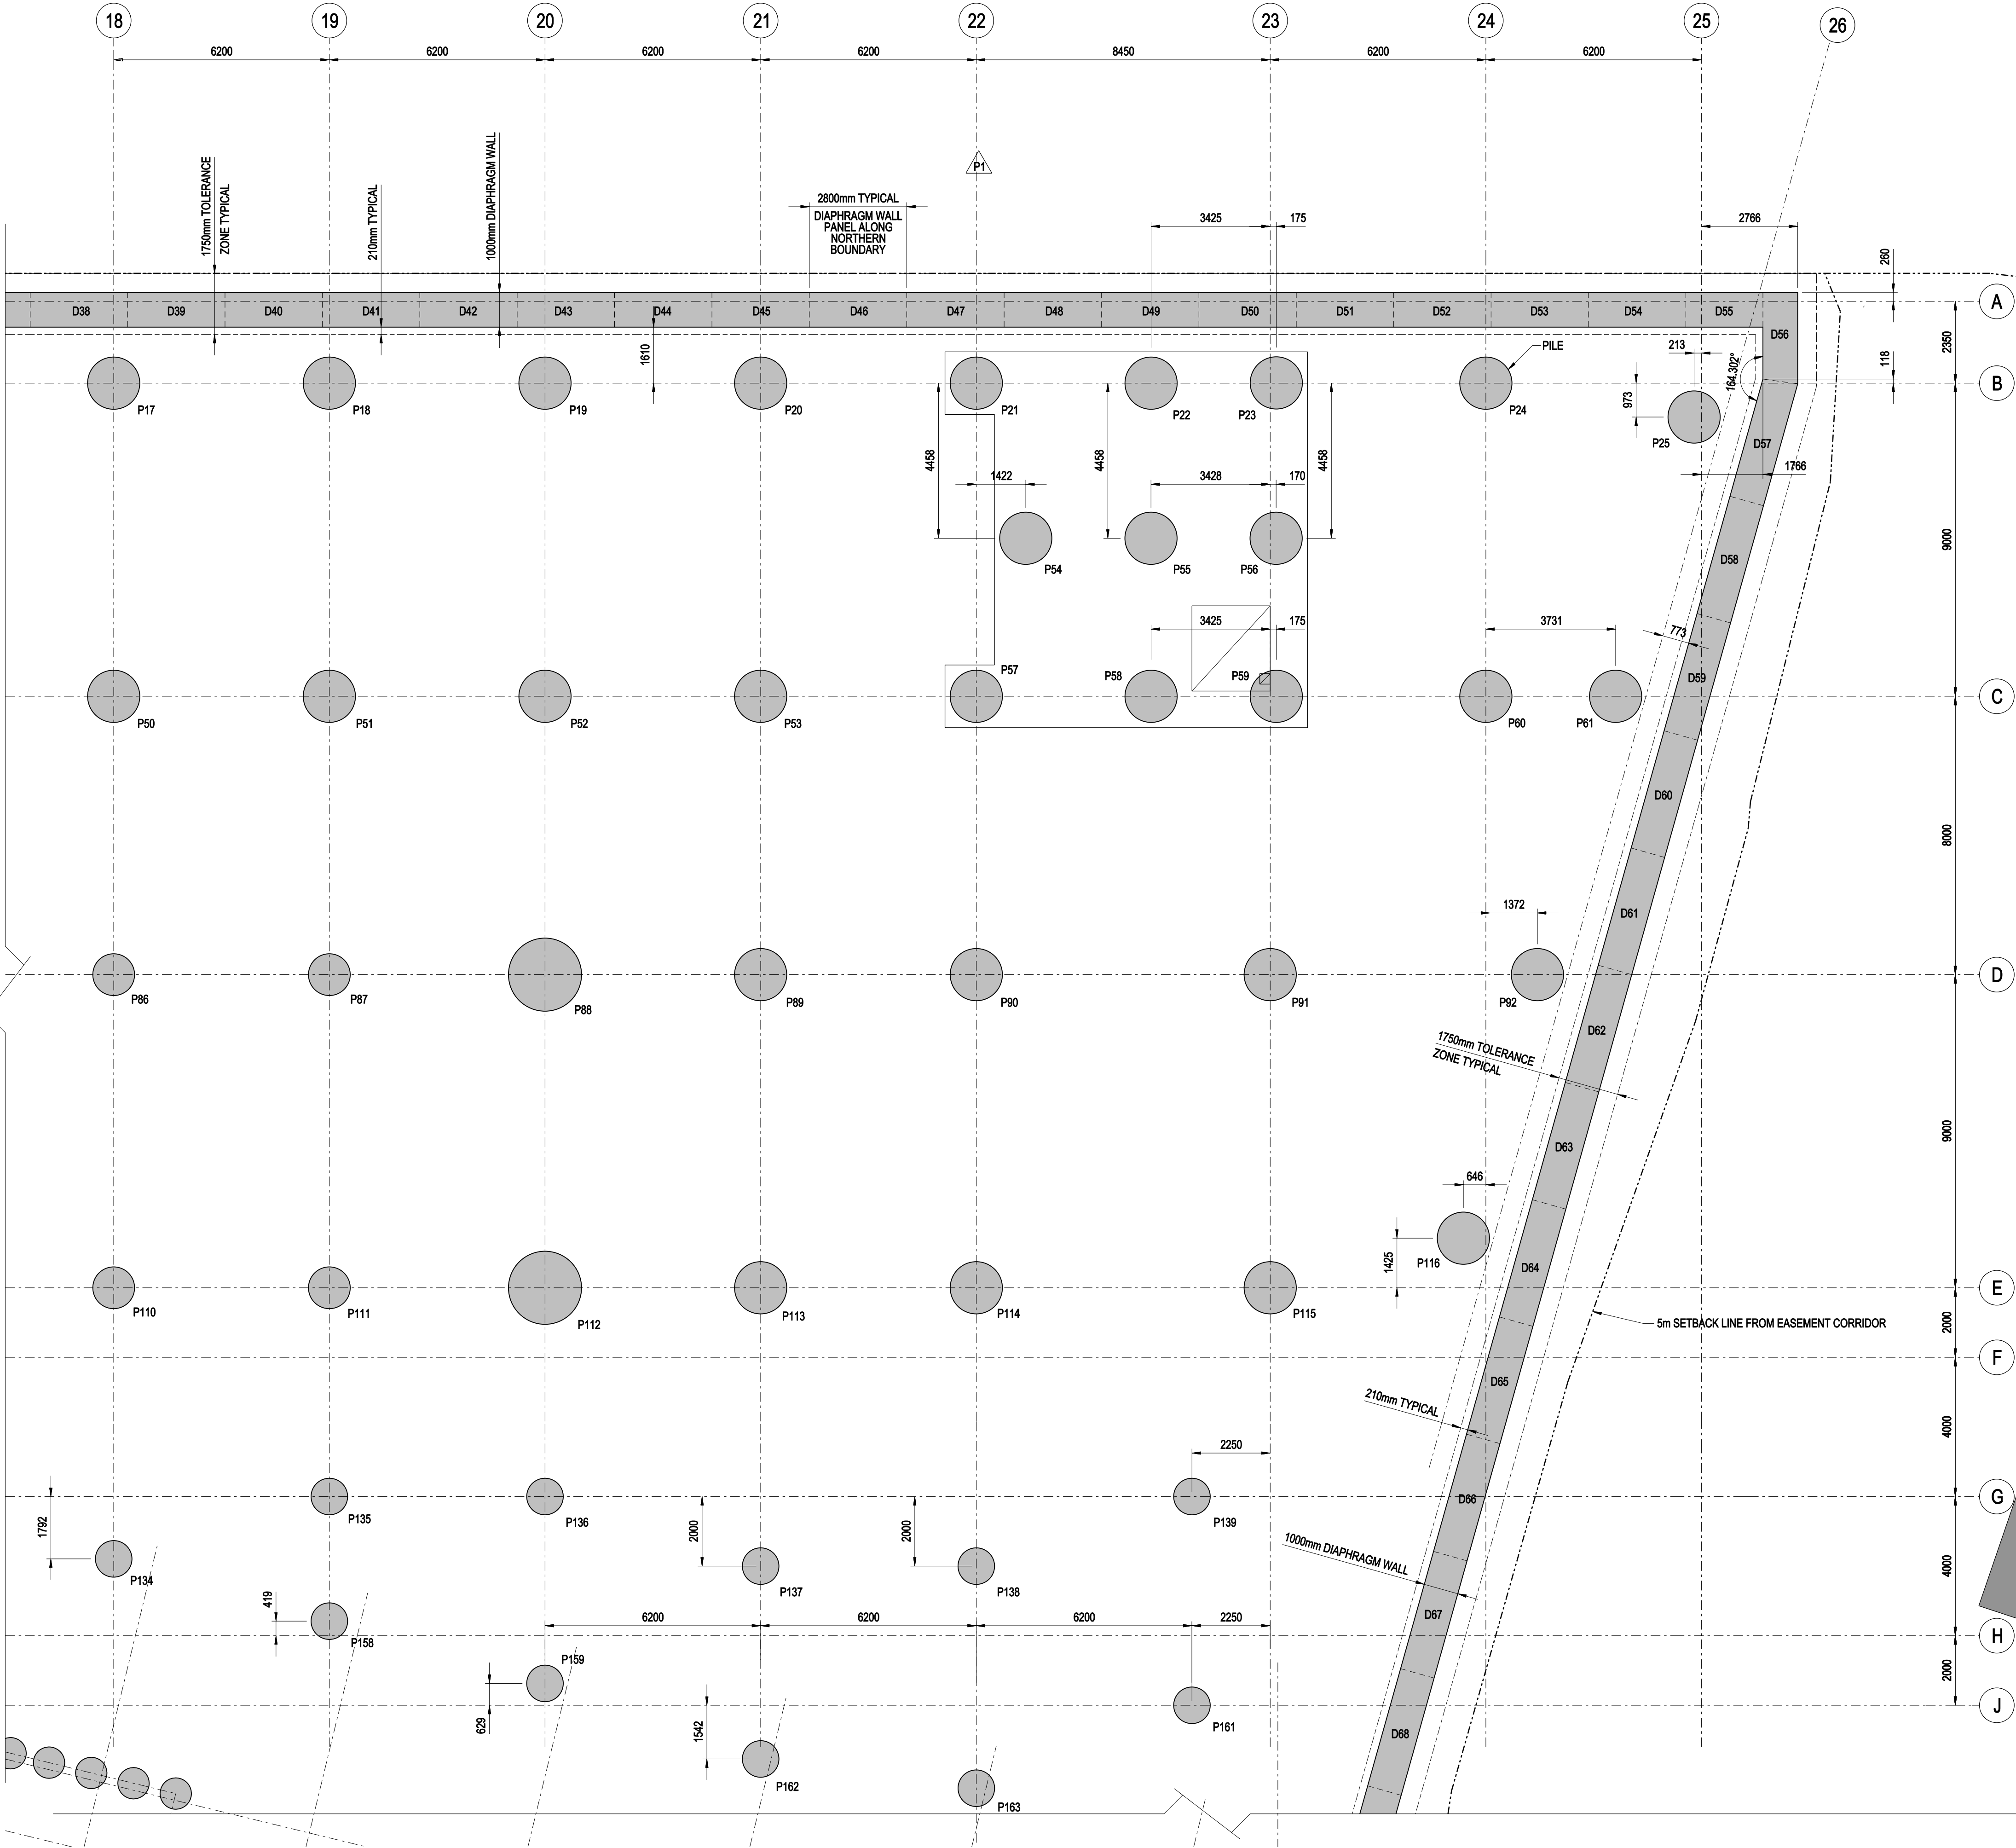 18 19 20 21 22 23 24 25 26
6200 6200 6200 6200 8450 6200 6200
P1
1750mm TOLERANCE
ZONE TYPICAL
210mm TYPICAL
1000mm DIAPHRAGM WALL
2800mm TYPICAL
DIAPHRAGM WALL
PANEL ALONG
NORTHERN
BOUNDARY
3425 175
2766
260
A
D38 D39 D40 D41 D42 D43 D44 D45 D46 D47 D48 D49 D50 D51 D52 D53 D54 D55
D56
2350
1610
PILE
213
118
164.302°
B
973
P17 P18 P19 P20 P21 P22 P23 P24
P25
D57
1766
4458
4458
4458
1422
3428 170
9000
P54 P55 P56
D58
3425 175
3731
773
P57
P58
P59
D59
C
P50 P51 P52 P53
P60 P61
D60
8000
1372
D61
D
P86 P87 P88 P89 P90 P91 P92
D62
1750mm TOLERANCE
ZONE TYPICAL
9000
D63
646
1425
P116
D64
E
P110 P111 P112 P113 P114 P115
2000
5m SETBACK LINE FROM EASEMENT CORRIDOR
F
D65
210mm TYPICAL
4000
2250
D66
G
1792
P135 P136
2000
2000
P139
1000mm DIAPHRAGM WALL
4000
P134
P137 P138
419
6200 6200 6200 2250
D67
P158
H
P159
2000
629
1542
J
P161
D68
P162
P163